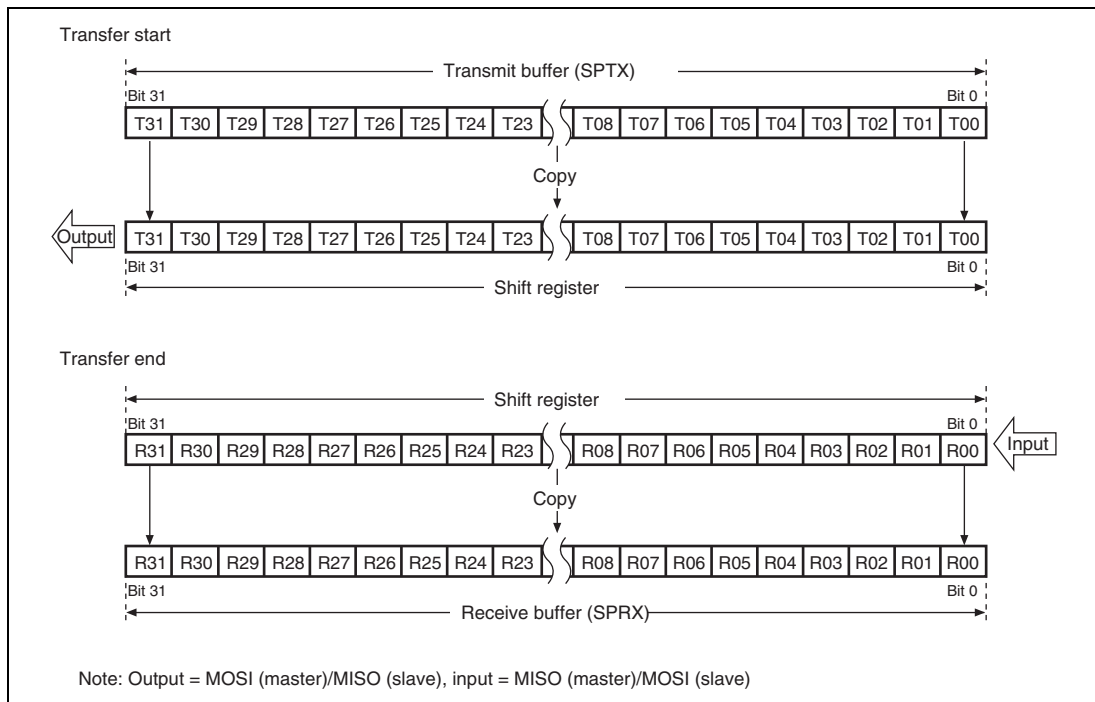 Transfer start
Transmit buffer (SPTX)
Bit 31 Bit 0
T31 T30 T29 T28 T27 T26 T25 T24 T23 T08 T07 T06 T05 T04 T03 T02 T01 T00
Copy
Output T31 T30 T29 T28 T27 T26 T25 T24 T23 T08 T07 T06 T05 T04 T03 T02 T01 T00
Bit 31 Bit 0
Shift register
Transfer end
Shift register
Bit 31 Bit 0
R31 R30 R29 R28 R27 R26 R25 R24 R23 R08 R07 R06 R05 R04 R03 R02 R01 R00 Input
Copy
R31 R30 R29 R28 R27 R26 R25 R24 R23 R08 R07 R06 R05 R04 R03 R02 R01 R00
Bit 31 Bit 0
Receive buffer (SPRX)
Note: Output = MOSI (master)/MISO (slave), input = MISO (master)/MOSI (slave)